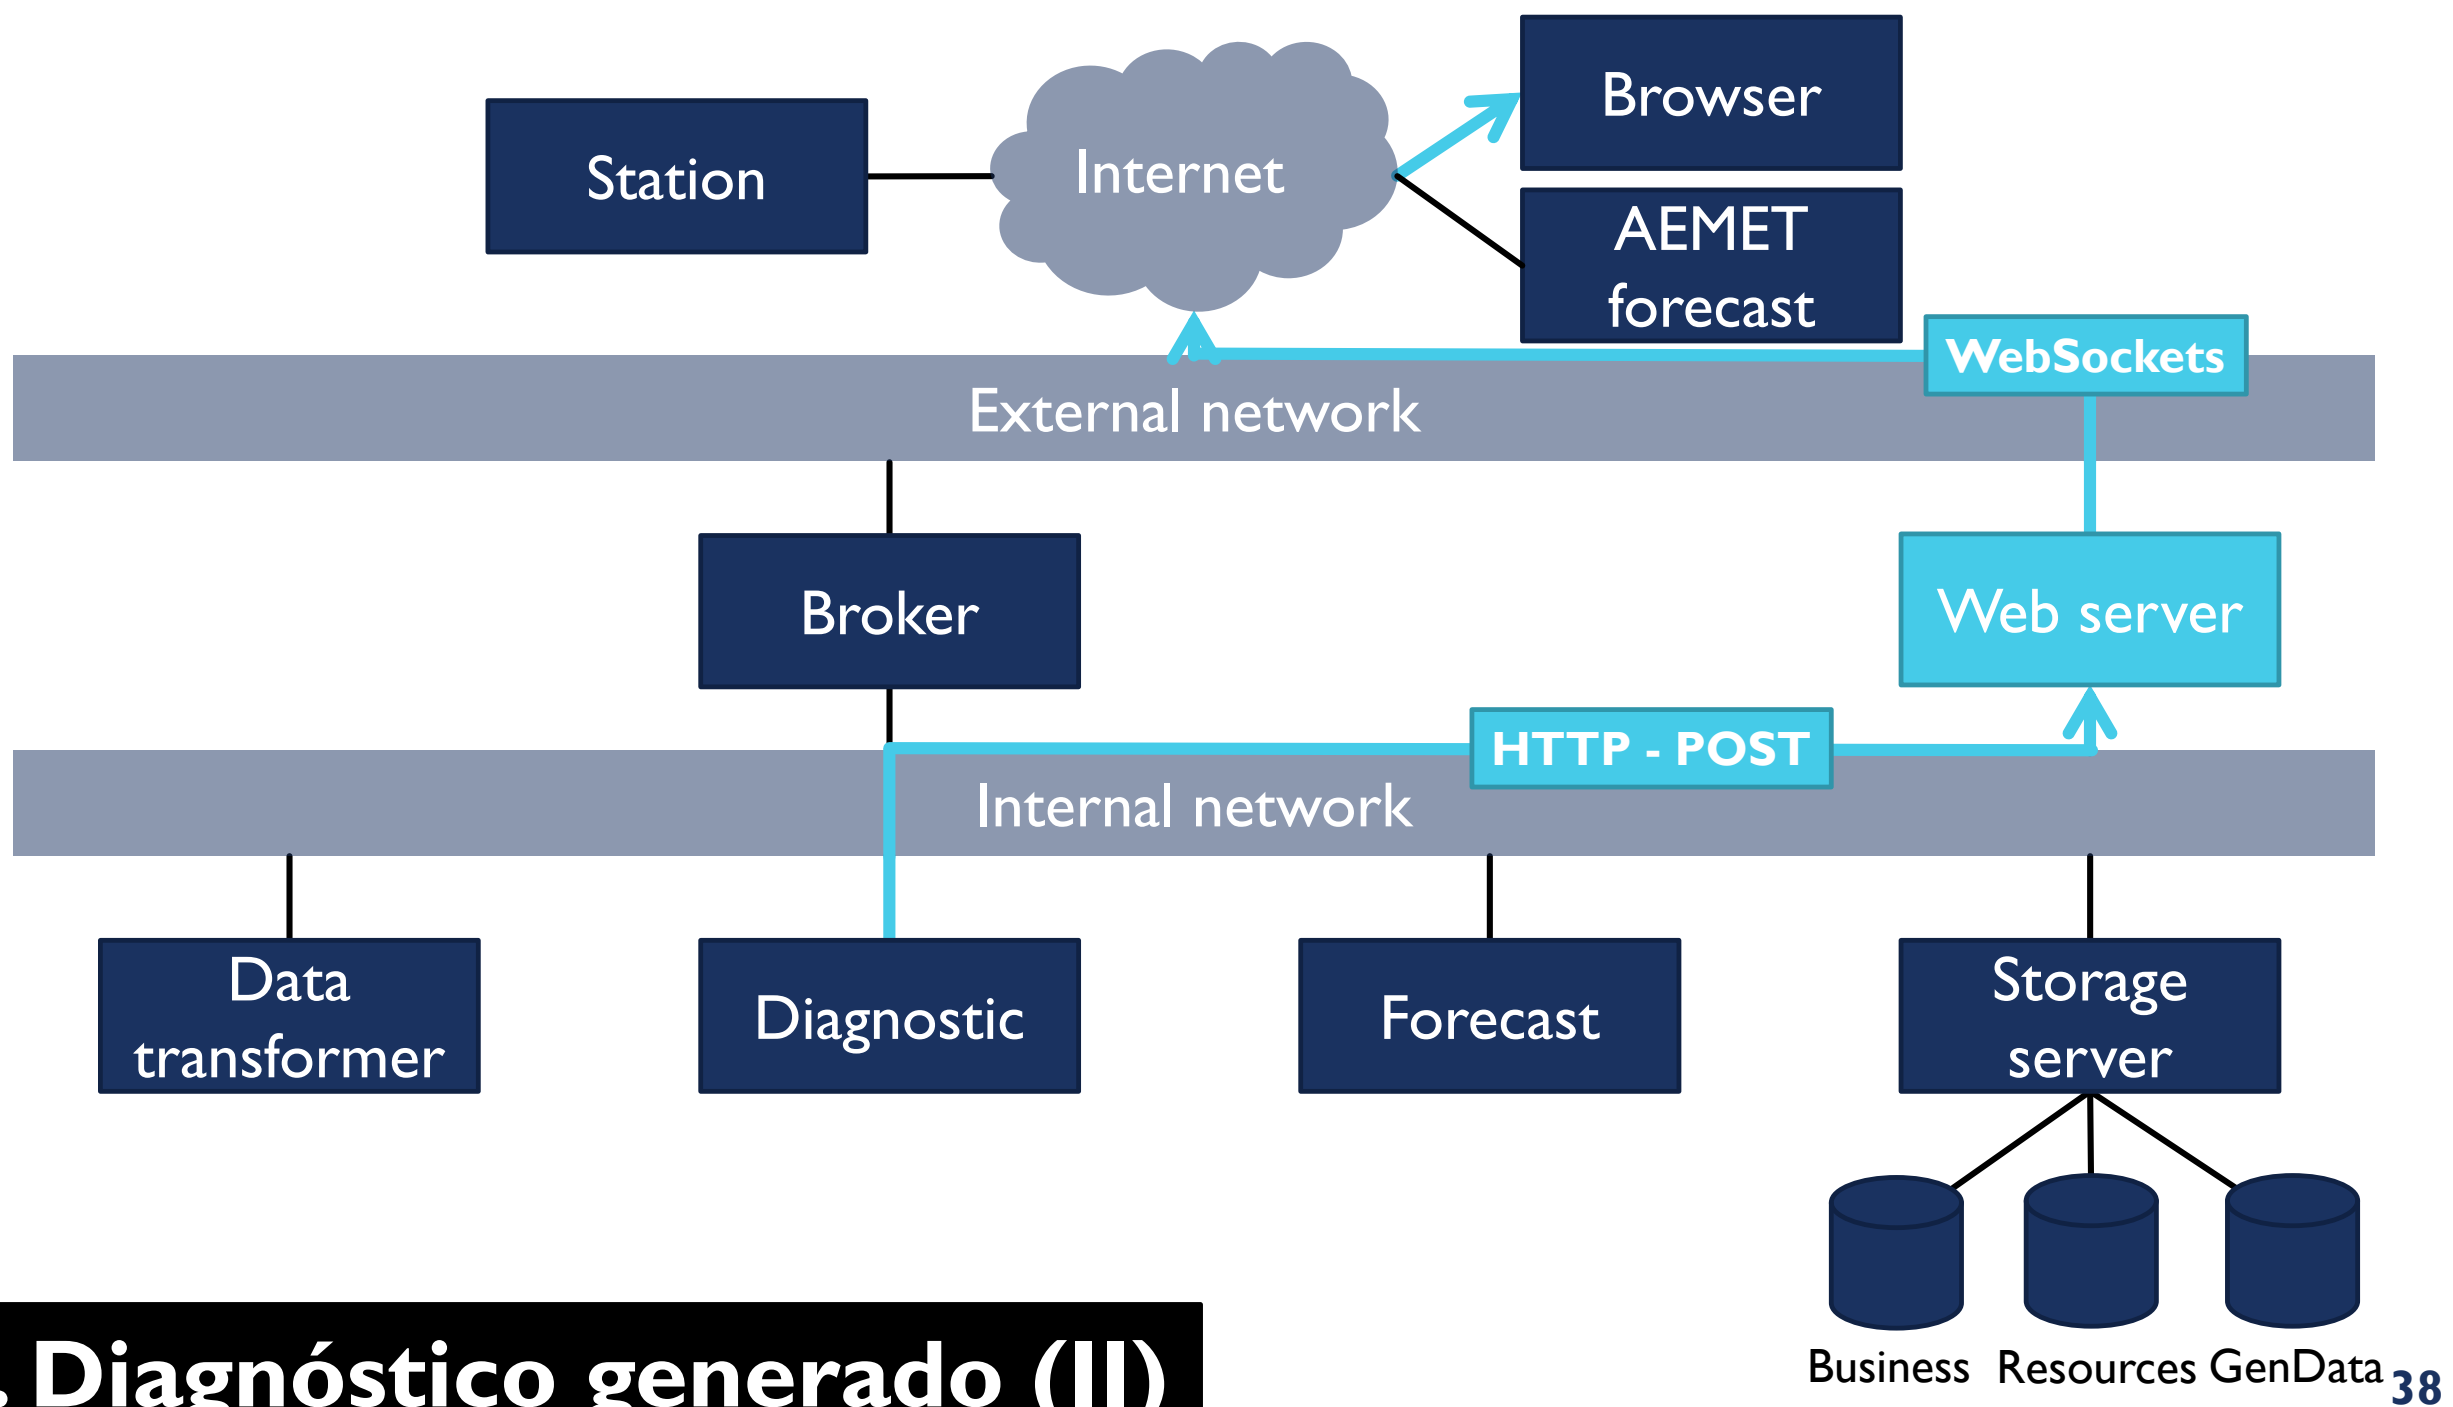 Browser
Station
Internet
AEMET
forecast
WebSockets
External network
Broker
Web server
HTTP - POST
Internal network
Data
transformer
Diagnostic
Forecast
Storage
server
Business
Resources
GenData
. Diagnóstico generado (II)
38